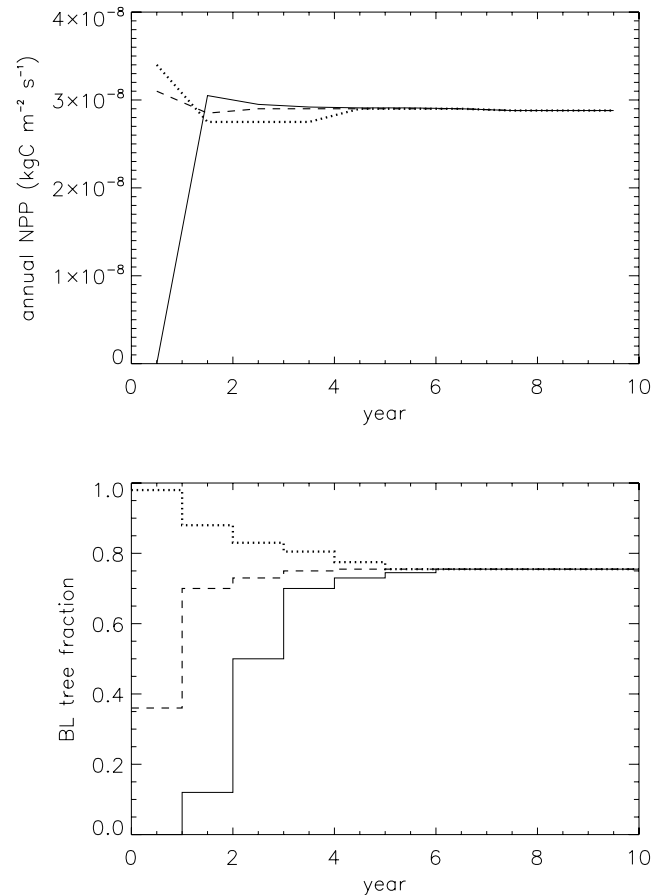 4×10⁻⁸
3×10⁻⁸
2×10⁻⁸
1×10⁻⁸
0
annual NPP (kgC m⁻² s⁻¹)
0 2 4 6 8 10
year
1.0
0.8
0.6
0.4
0.2
0.0
BL tree fraction
0 2 4 6 8 10
year